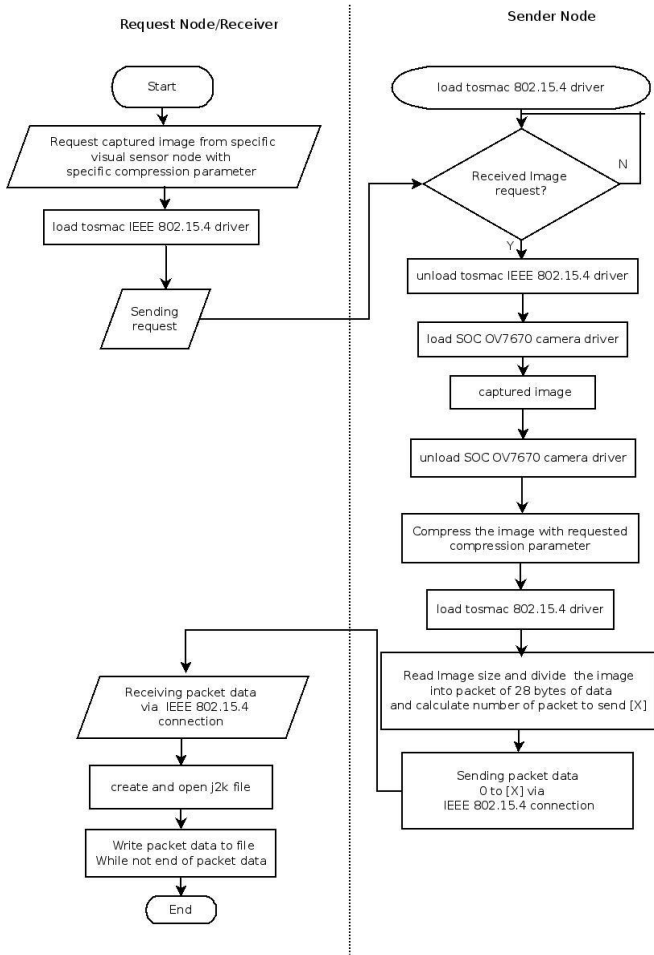 Request Node/Receiver
Start
Request captured image from specific
visual sensor node with
specific compression parameter
load tosmac IEEE 802.15.4 driver
Sending
request
Receiving packet data
via IEEE 802.15.4
connection
create and open j2k file
Write packet data to file
While not end of packet data
End
Sender Node
load tosmac 802.15.4 driver
Received Image
request?
N
Y
unload tosmac IEEE 802.15.4 driver
load SOC OV7670 camera driver
captured image
unload SOC OV7670 camera driver
Compress the image with requested
compression parameter
load tosmac 802.15.4 driver
Read Image size and divide the image
into packet of 28 bytes of data
and calculate number of packet to send [X]
Sending packet data
0 to [X] via
IEEE 802.15.4 connection